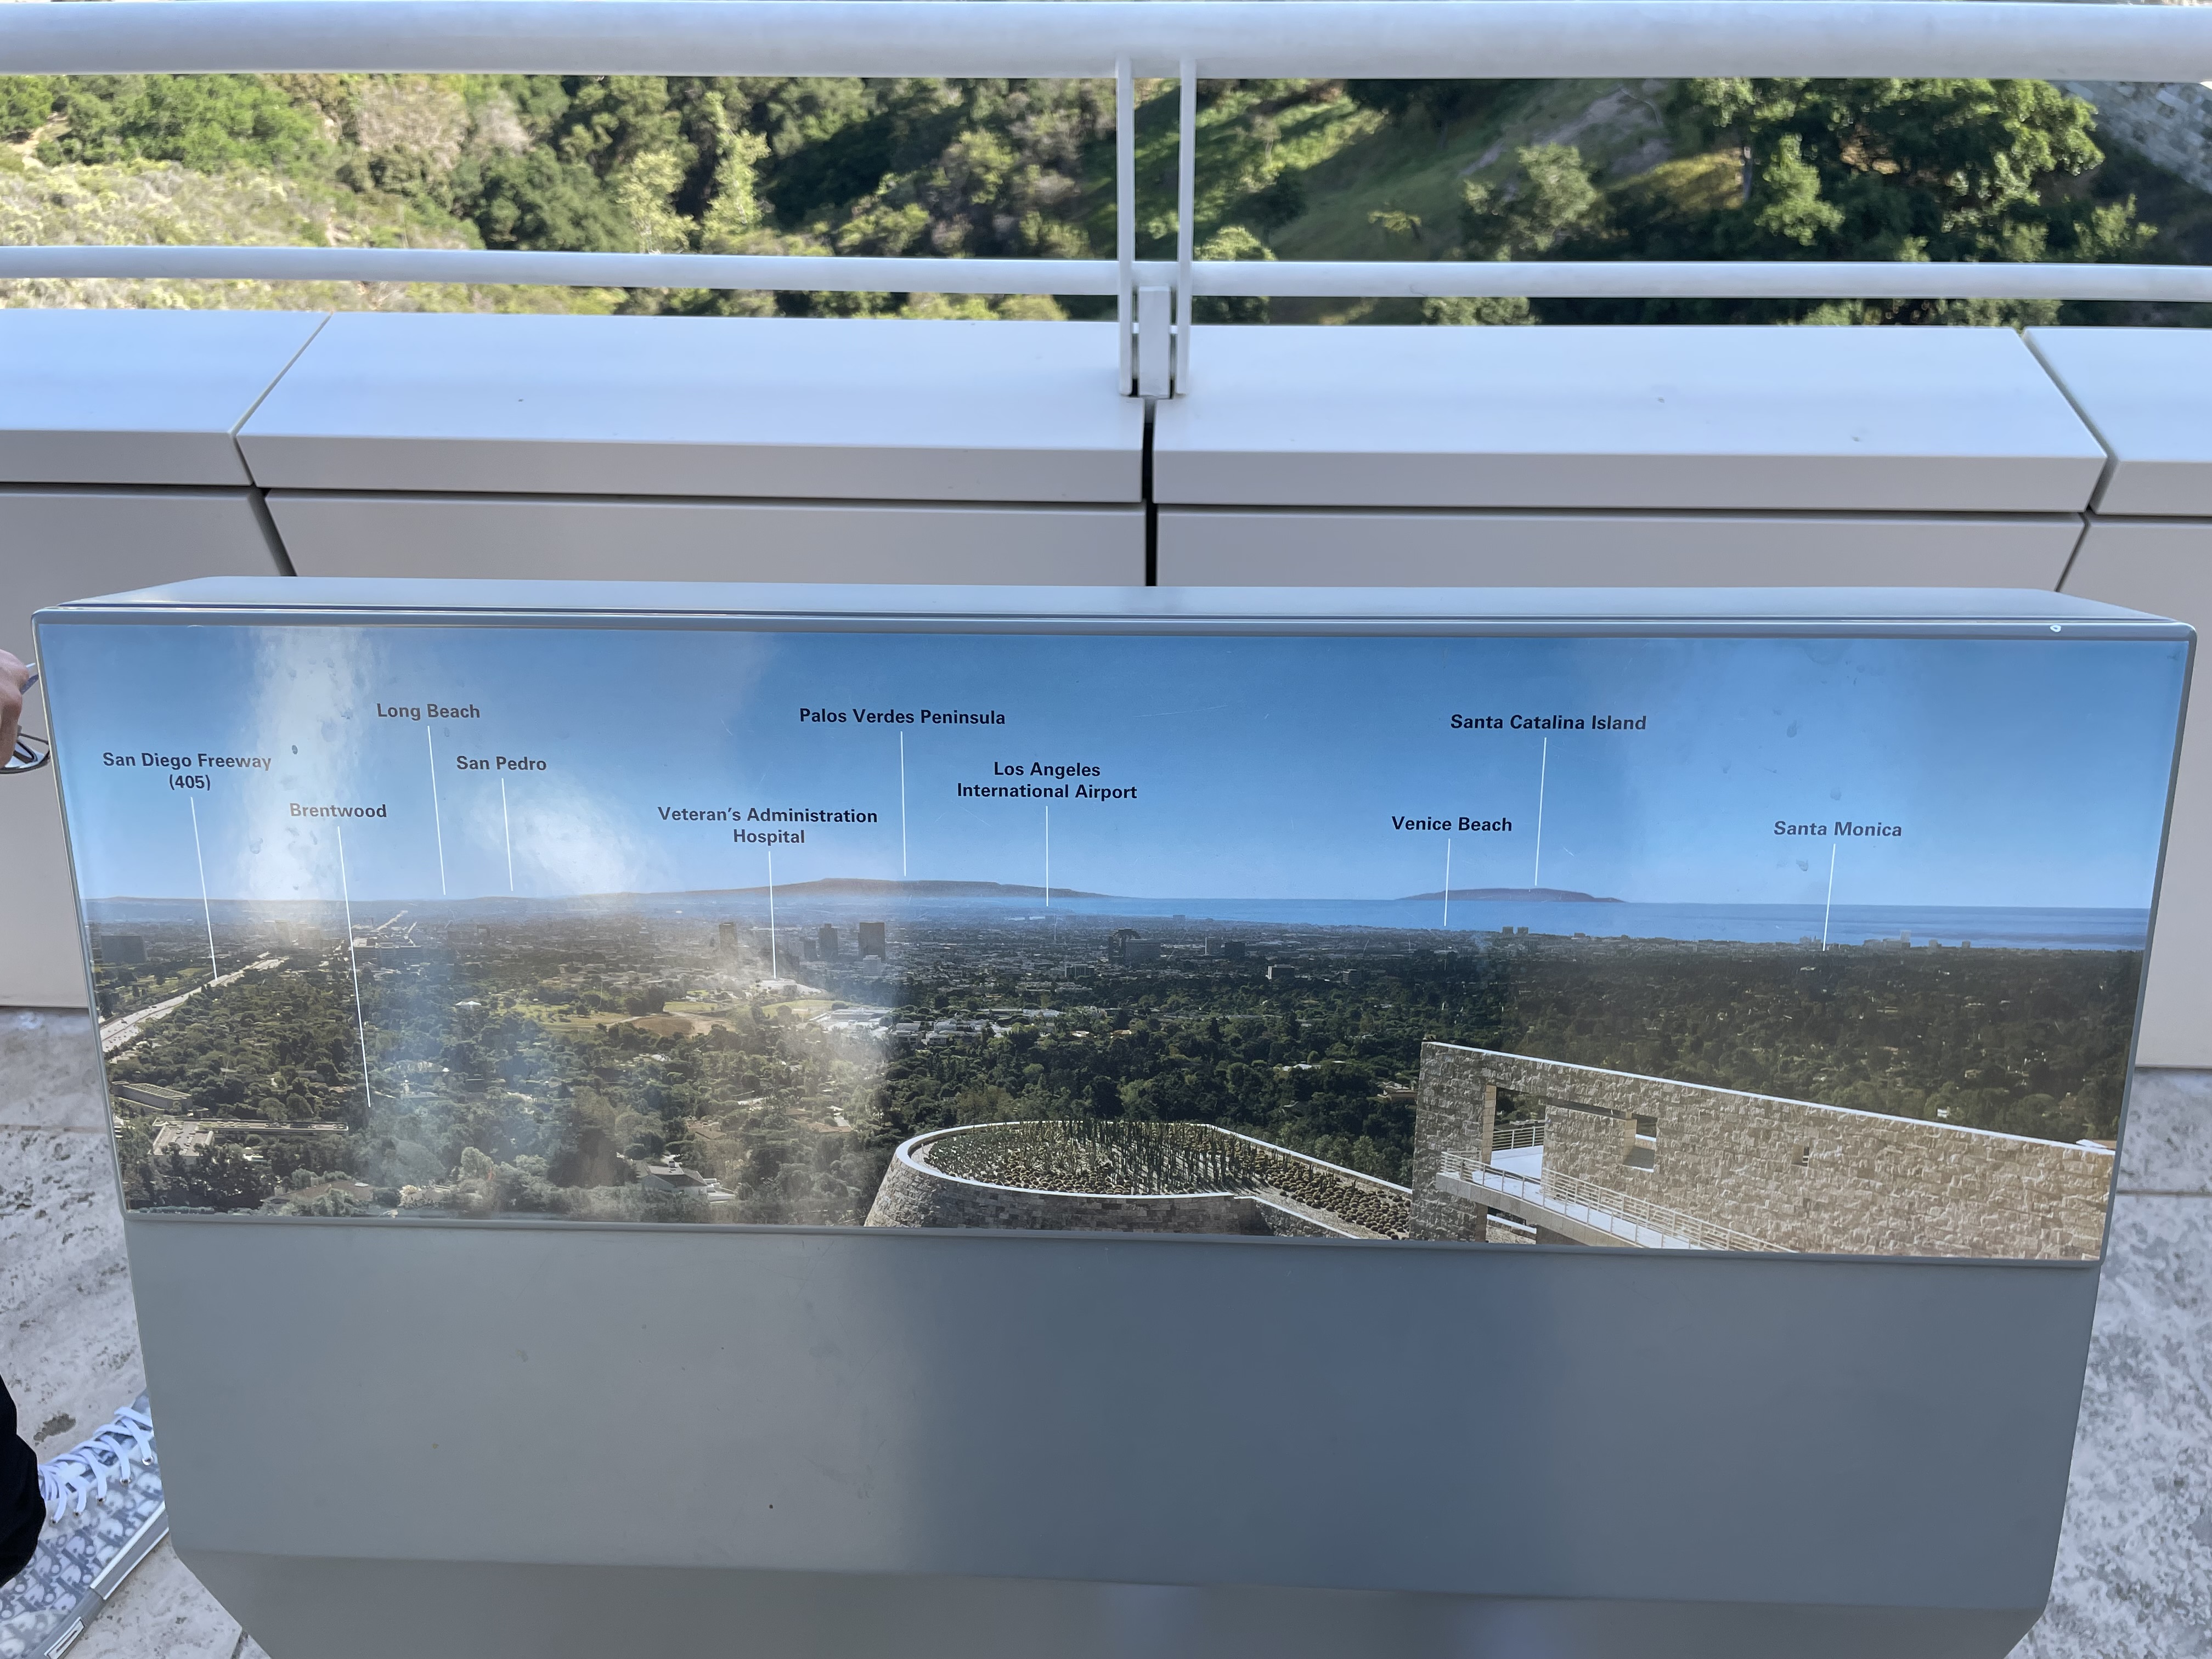 Long Beach
Palos Verdes Peninsula
Santa Catalina Island
San Diego Freeway
(405)
San Pedro
Los Angeles
International Airport
Brentwood
Veteran's Administration
Hospital
Venice Beach
Santa Monica